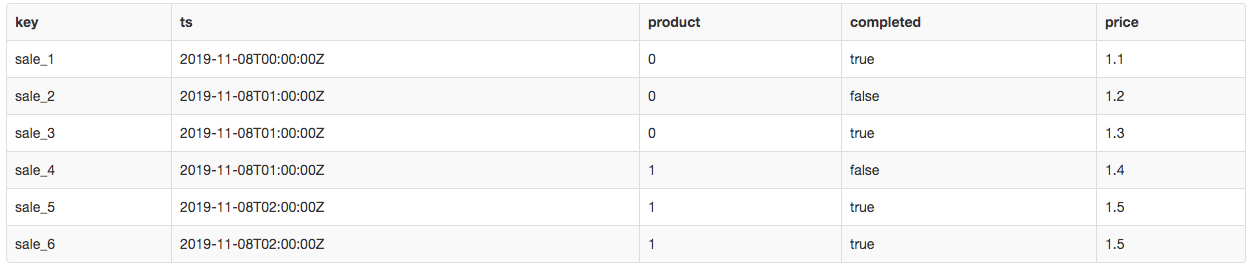 key ts product completed price
sale_1 2019-11-08T00:00:00Z 0 true 1.1
sale_2 2019-11-08T01:00:00Z 0 false 1.2
sale_3 2019-11-08T01:00:00Z 0 true 1.3
sale_4 2019-11-08T01:00:00Z 1 false 1.4
sale_5 2019-11-08T02:00:00Z 1 true 1.5
sale_6 2019-11-08T02:00:00Z 1 true 1.5